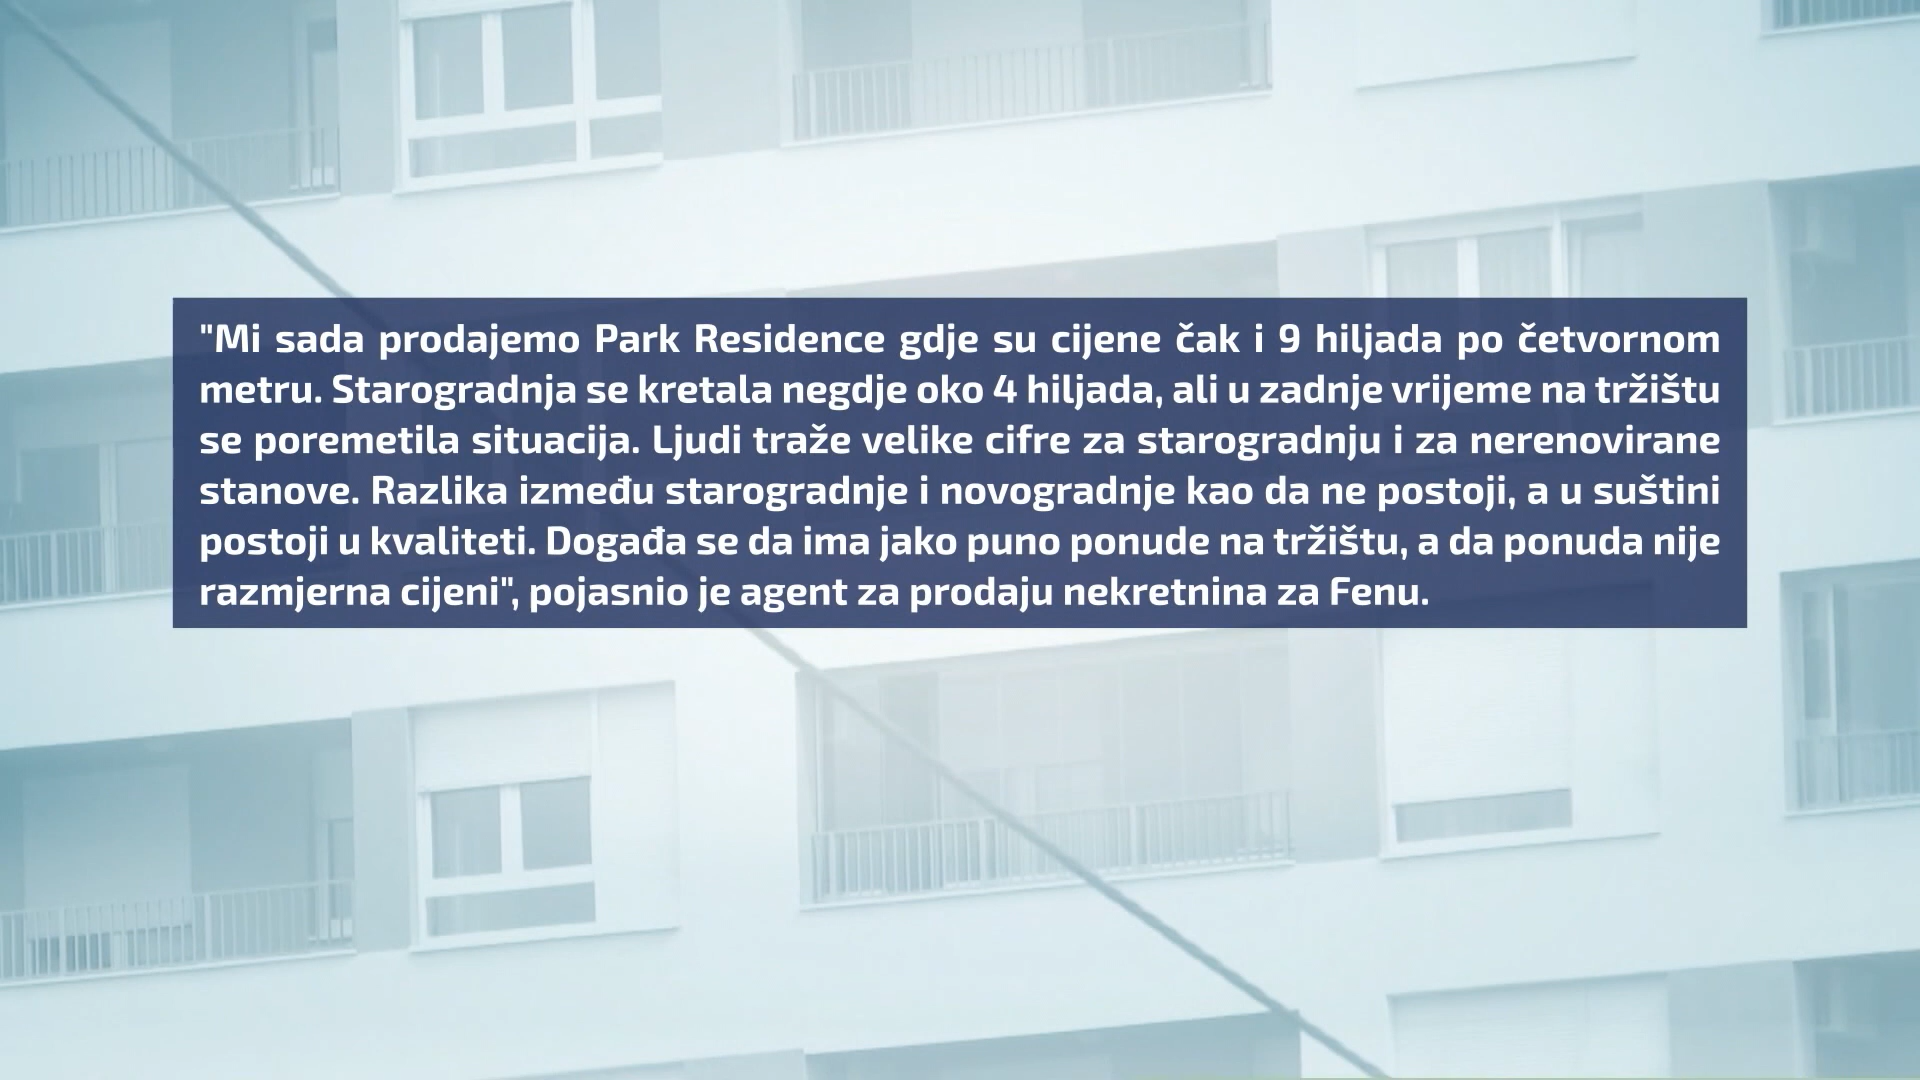 "Mi sada prodajemo Park Residence gdje su cijene čak i 9 hiljada po četvornom
metru. Starogradnja se kretala negdje oko 4 hiljada, ali u zadnje vrijeme na tržištu
se poremetila situacija. Ljudi traže velike cifre za starogradnju i za nerenovirane
stanove. Razlika između starogradnje i novogradnje kao da ne postoji, a u suštini
postoji u kvaliteti. Događa se da ima jako puno ponude na tržištu, a da ponuda nije
razmjerna cijeni", pojasnio je agent za prodaju nekretnina za Fenu.